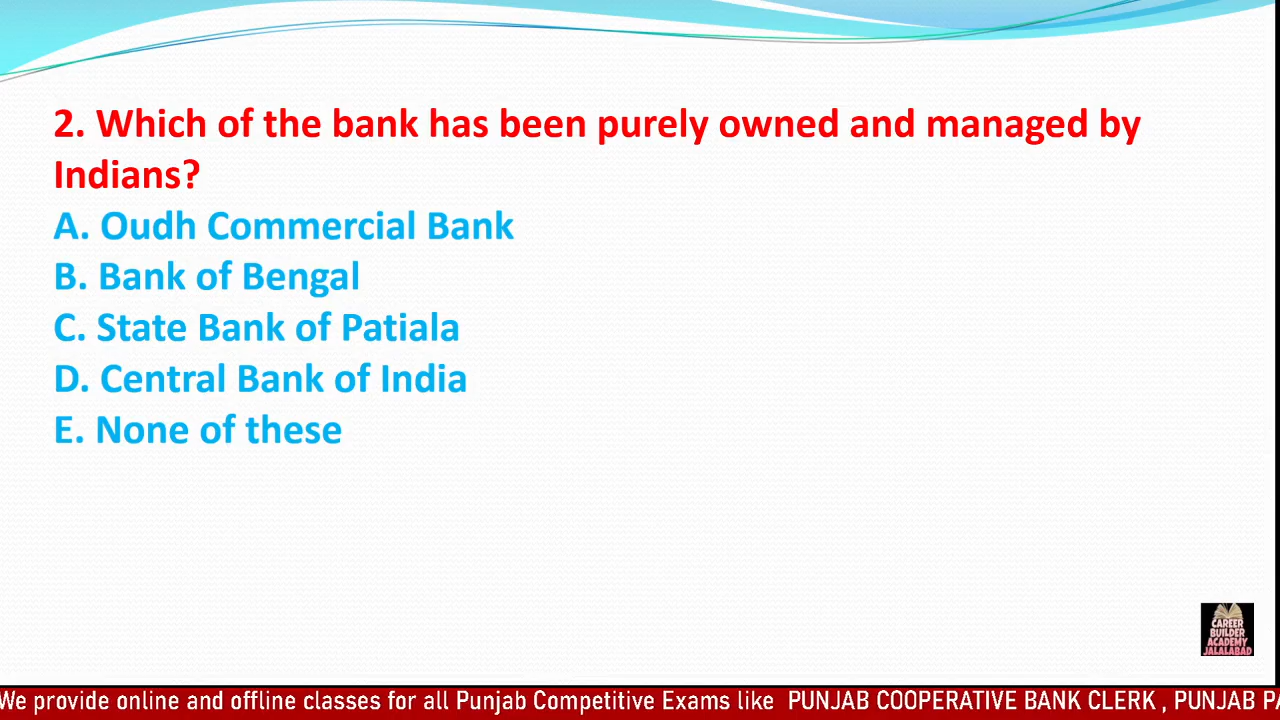 2. Which of the bank has been purely owned and managed by
Indians?
A. Oudh Commercial Bank
B. Bank of Bengal
C. State Bank of Patiala
D. Central Bank of India
E. None of these
CAREER
BUILDER
ACADEMY
JALALABAD
We provide online and offline classes for all Punjab Competitive Exams like PUNJAB COOPERATIVE BANK CLERK , PUNJAB PA